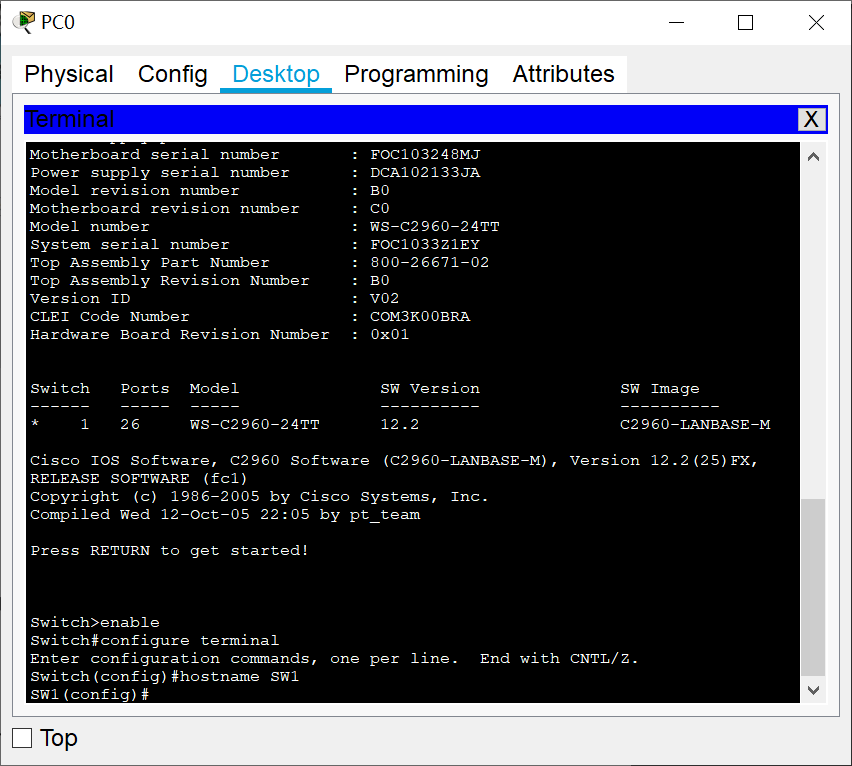 PC0
Physical Config Desktop Programming Attributes
Terminal X
Motherboard serial number : FOC103248MJ
Power supply serial number : DCA102133JA
Model revision number : B0
Motherboard revision number : C0
Model number : WS-C2960-24TT
System serial number : FOC1033Z1EY
Top Assembly Part Number : 800-26671-02
Top Assembly Revision Number : B0
Version ID : V02
CLEI Code Number : COM3K00BRA
Hardware Board Revision Number : 0x01
Switch Ports Model SW Version SW Image
------ ----- ----- ---------- ----------
* 1 26 WS-C2960-24TT 12.2 C2960-LANBASE-M
Cisco IOS Software, C2960 Software (C2960-LANBASE-M), Version 12.2(25)FX,
RELEASE SOFTWARE (fc1)
Copyright (c) 1986-2005 by Cisco Systems, Inc.
Compiled Wed 12-Oct-05 22:05 by pt_team
Press RETURN to get started!
Switch>enable
Switch#configure terminal
Enter configuration commands, one per line.  End with CNTL/Z.
Switch(config)#hostname SW1
SW1(config)#
Top